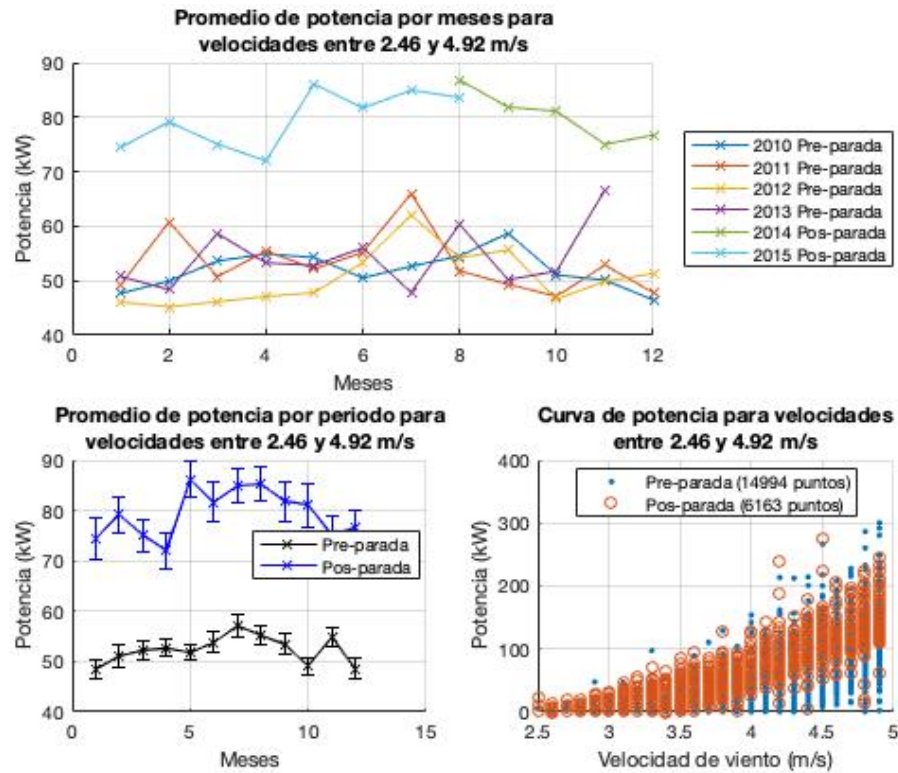 Promedio de potencia por meses para
velocidades entre 2.46 y 4.92 m/s
90
80
70
60
50
40
Potencia (kW)
0
2
4
6
8
10
12
Meses
2010 Pre-parada
2011 Pre-parada
2012 Pre-parada
2013 Pre-parada
2014 Pos-parada
2015 Pos-parada
Promedio de potencia por periodo para
velocidades entre 2.46 y 4.92 m/s
90
80
70
60
50
40
Potencia (kW)
0
5
10
15
Meses
Pre-parada
Pos-parada
Curva de potencia para velocidades
entre 2.46 y 4.92 m/s
400
300
200
100
0
Potencia (kW)
2.5
3
3.5
4
4.5
5
Velocidad de viento (m/s)
Pre-parada (14994 puntos)
Pos-parada (6163 puntos)